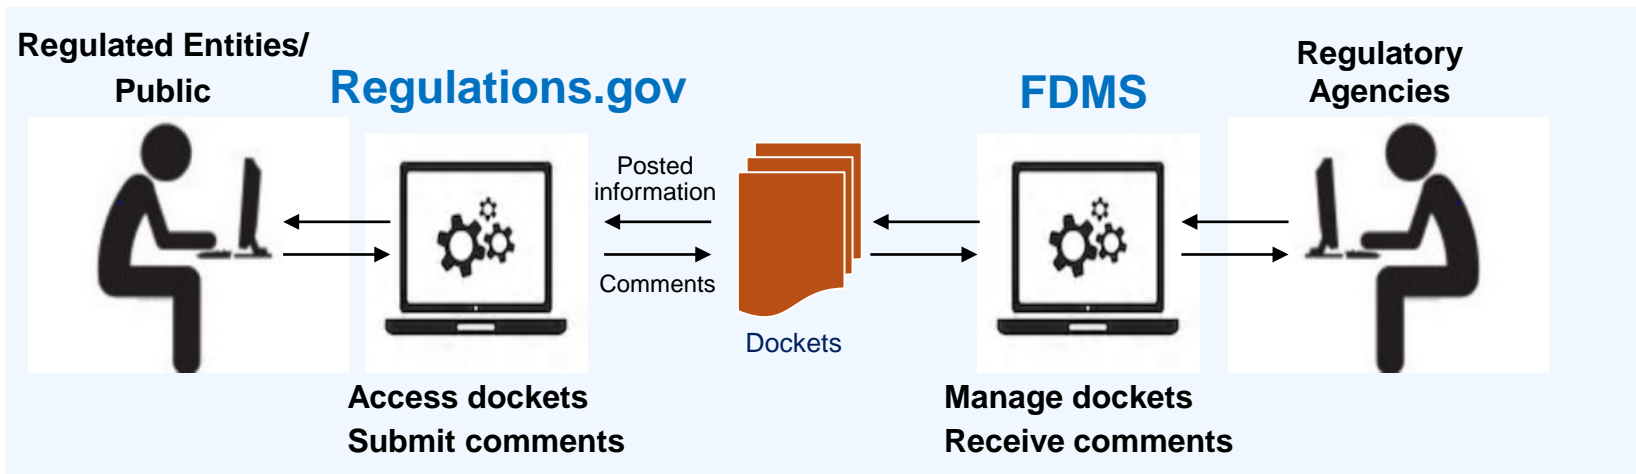 Regulated Entities/
Public
Regulations.gov
FDMS
Regulatory
Agencies
Posted
information
Comments
Dockets
Access dockets
Submit comments
Manage dockets
Receive comments